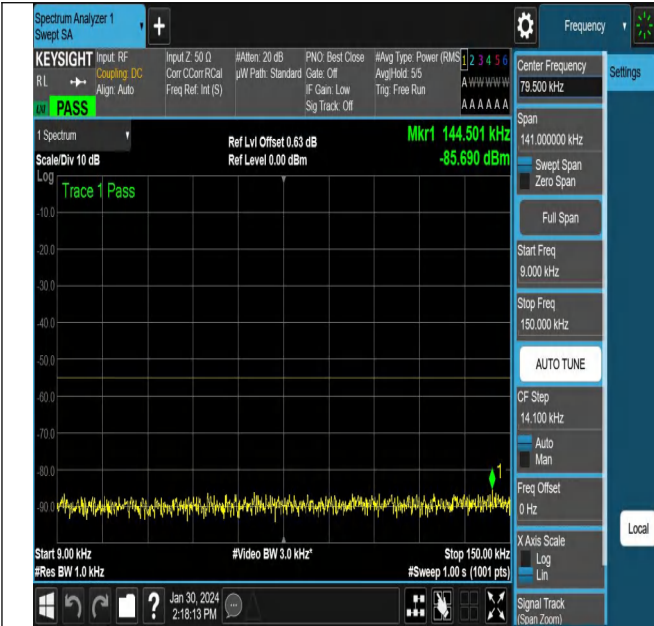 Spectrum Analyzer 1
Swept SA
+
Frequency
KEYSIGHT
RL
PASS
Input: RF
Coupling: DC
Align: Auto
Input Z: 50 Ω
Corr CCorr RCal
Freq Ref: Int (S)
#Atten: 20 dB
µW Path: Standard
PNO: Best Close
Gate: Off
IF Gain: Low
Sig Track: Off
#Avg Type: Power (RMS
Avg|Hold: 5/5
Trig: Free Run
1 2 3 4 5 6
A W W W W W
A A A A A A
1 Spectrum
Scale/Div 10 dB
Ref Lvl Offset 0.63 dB
Ref Level 0.00 dBm
Mkr1 144.501 kHz
-85.690 dBm
Log
Trace 1 Pass
-10.0
-20.0
-30.0
-40.0
-50.0
-60.0
-70.0
-80.0
-90.0
1
Start 9.00 kHz
#Res BW 1.0 kHz
#Video BW 3.0 kHz*
Stop 150.00 kHz
#Sweep 1.00 s (1001 pts)
Jan 30, 2024
2:18:13 PM
?
Center Frequency
79.500 kHz
Settings
Span
141.000000 kHz
Swept Span
Zero Span
Full Span
Start Freq
9.000 kHz
Stop Freq
150.000 kHz
AUTO TUNE
CF Step
14.100 kHz
Auto
Man
Freq Offset
0 Hz
X Axis Scale
Log
Lin
Local
Signal Track
(Span Zoom)